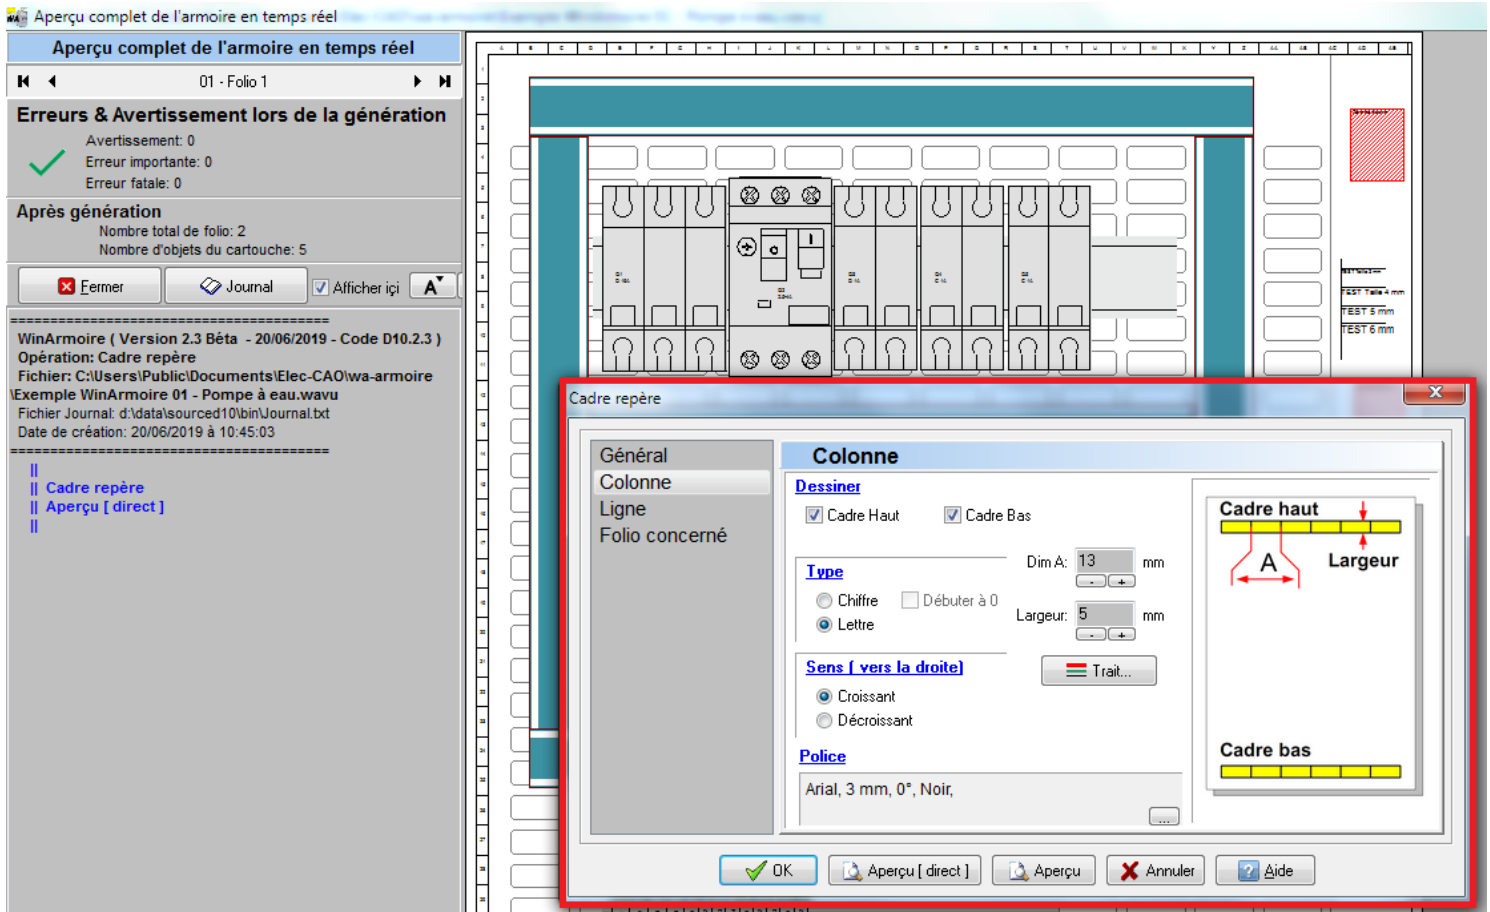 Aperçu complet de l'armoire en temps réel
Aperçu complet de l'armoire en temps réel
01 - Folio 1
Erreurs & Avertissement lors de la génération
Avertissement: 0
Erreur importante: 0
Erreur fatale: 0
Après génération
Nombre total de folio: 2
Nombre d'objets du cartouche: 5
Fermer
Journal
Afficher içi
A
========================================
WinArmoire ( Version 2.3 Béta - 20/06/2019 - Code D10.2.3 )
Opération: Cadre repère
Fichier: C:\Users\Public\Documents\Elec-CAO\wa-armoire
\Exemple WinArmoire 01 - Pompe à eau.wavu
Fichier Journal: d:\data\sourced10\bin\Journal.txt
Date de création: 20/06/2019 à 10:45:03
========================================
||
|| Cadre repère
|| Aperçu [ direct ]
||
TEST Taille 4 mm
TEST 5 mm
TEST 6 mm
Cadre repère
Général
Colonne
Ligne
Folio concerné
Colonne
Dessiner
Cadre Haut
Cadre Bas
Type
Chiffre
Débuter à 0
Lettre
Dim A: 13 mm
- +
Largeur: 5 mm
- +
Trait...
Sens ( vers la droite)
Croissant
Décroissant
Police
Arial, 3 mm, 0°, Noir,
...
Cadre haut
A
Largeur
Cadre bas
OK
Aperçu [ direct ]
Aperçu
Annuler
Aide